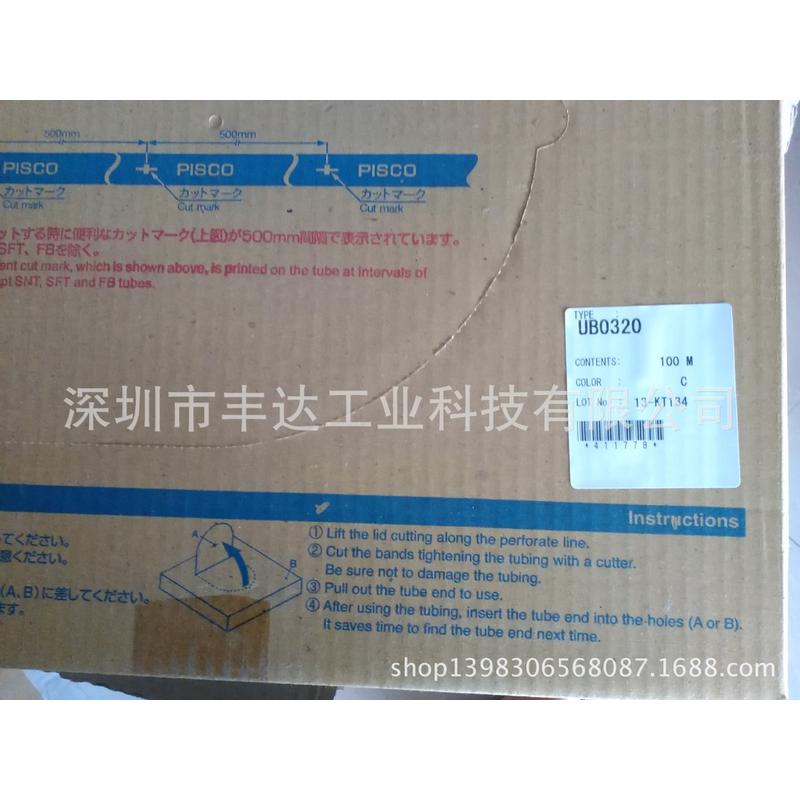 500mm
500mm
PISCO
PISCO
PISCO
カットマーク
Cut mark
カットマーク
Cut mark
カットマーク
Cut mark
ットする時に便利なカットマーク(上図)が500mm間隔で表示されています。
SFT、FBを除く。
ent cut mark, which is shown above, is printed on the tube at intervals of
pt SNT, SFT and FB tubes.
TYPE :
UB0320
CONTENTS: 100 M
COLOR : C
LOT No. : 13-KT134
*411778*
深圳市丰达工业科技有限公司
Instructions
てください。
意ください。
(A、B)に差してください。
ます。
A
B
① Lift the lid cutting along the perforate line.
② Cut the bands tightening the tubing with a cutter.
Be sure not to damage the tubing.
③ Pull out the tube end to use.
④ After using the tubing, insert the tube end into the holes (A or B).
It saves time to find the tube end next time.
shop1398306568087.1688.com